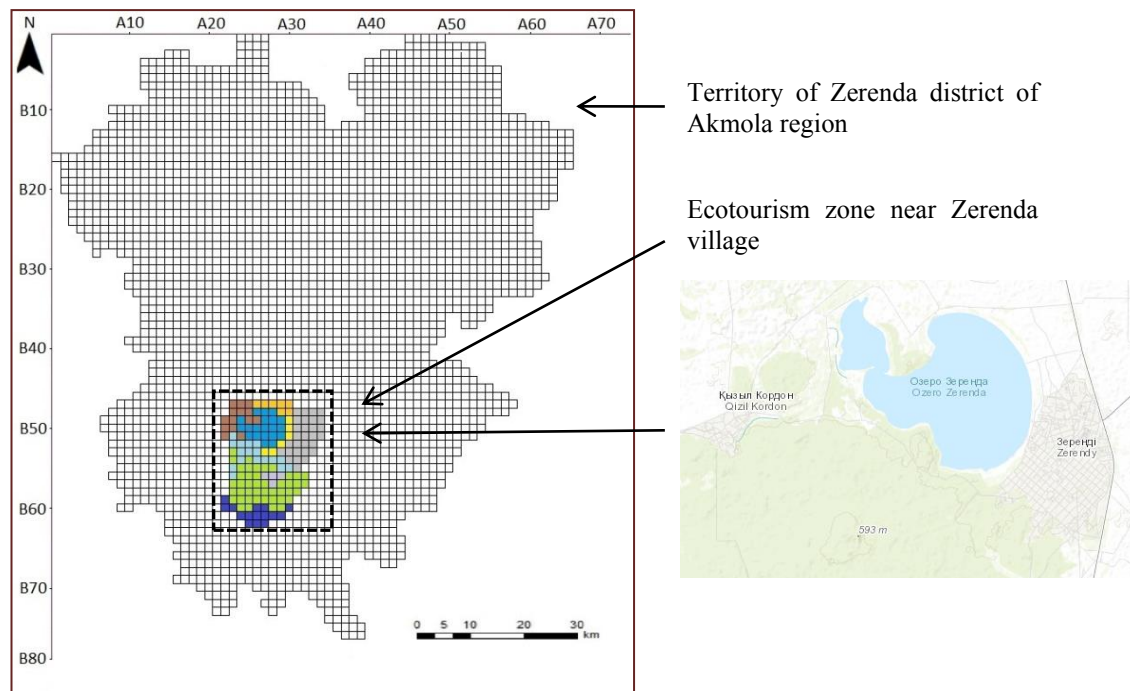 N
A10
A20
A30
A40
A50
A60
A70
B10
B20
B30
B40
B50
B60
B70
B80
0 5 10 20 30
km
Territory of Zerenda district of
Akmola region
Ecotourism zone near Zerenda
village
Қызыл Кордон
Qizil Kordon
Озеро Зеренда
Ozero Zerenda
Зеренді
Zerendy
593 m